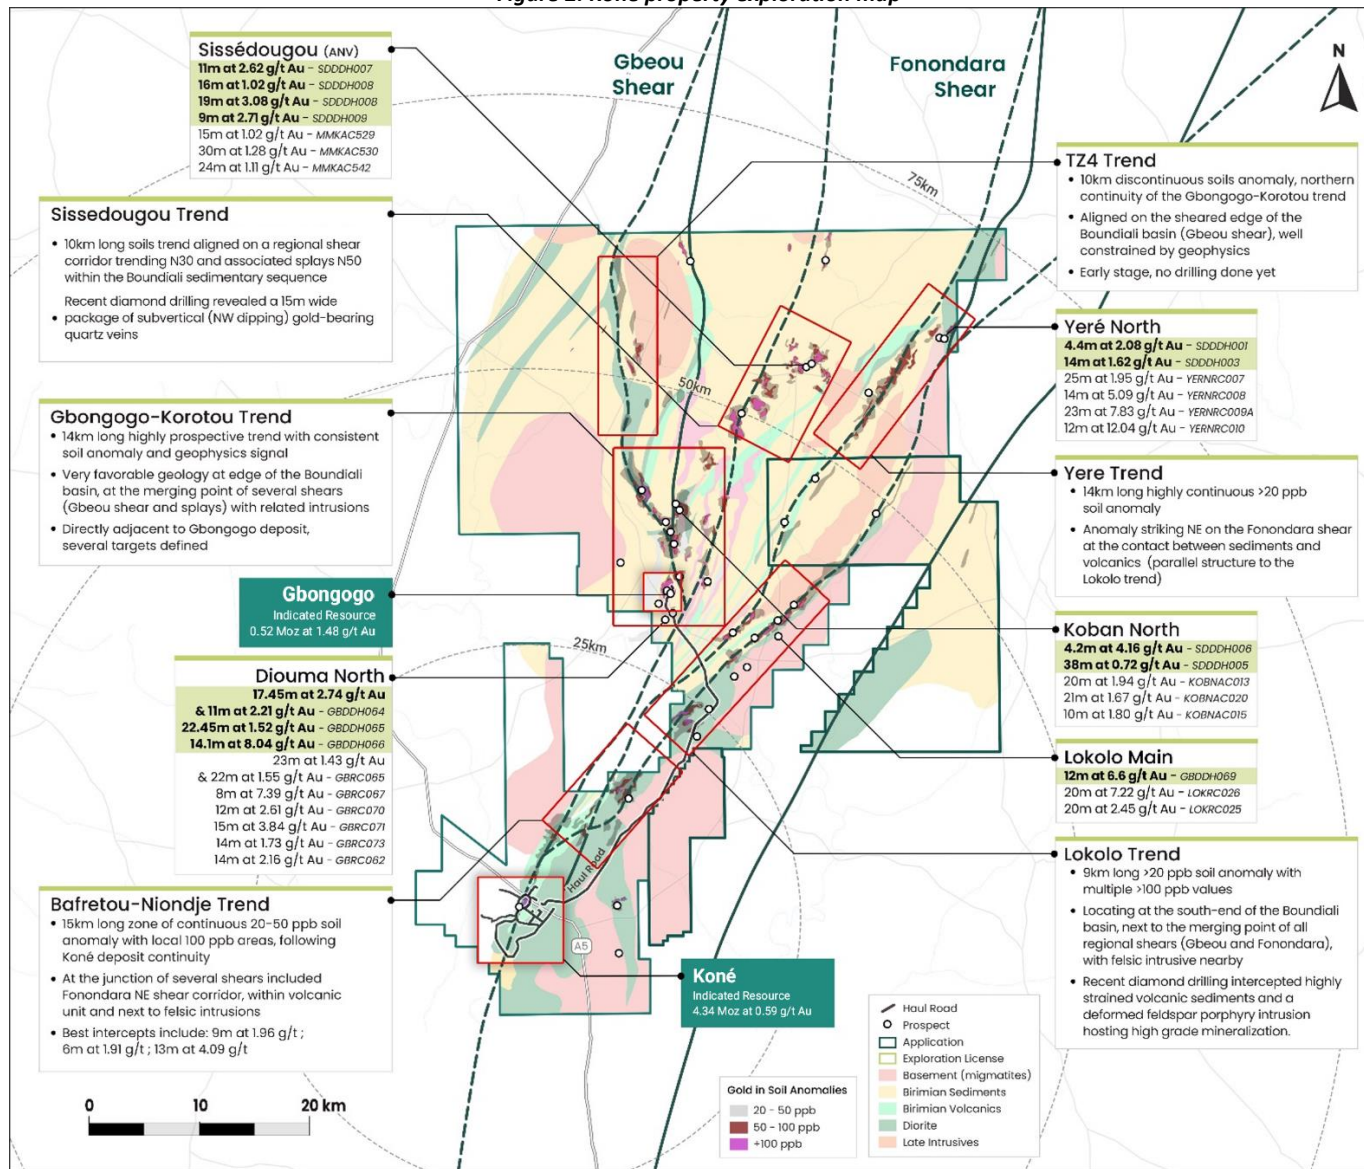 Figure 2: Koné property exploration map
Sissédougou (ANV)
11m at 2.62 g/t Au - SDDDH007
16m at 1.02 g/t Au - SDDDH008
19m at 3.08 g/t Au - SDDDH008
9m at 2.71 g/t Au - SDDDH009
15m at 1.02 g/t Au - MMKAC529
30m at 1.28 g/t Au - MMKAC530
24m at 1.11 g/t Au - MMKAC542
Sissedougou Trend
• 10km long soils trend aligned on a regional shear
corridor trending N30 and associated splays N50
within the Boundiali sedimentary sequence
Recent diamond drilling revealed a 15m wide
• package of subvertical (NW dipping) gold-bearing
quartz veins
Gbongogo-Korotou Trend
• 14km long highly prospective trend with consistent
soil anomaly and geophysics signal
• Very favorable geology at edge of the Boundiali
basin, at the merging point of several shears
(Gbeou shear and splays) with related intrusions
• Directly adjacent to Gbongogo deposit,
several targets defined
Gbongogo
Indicated Resource
0.52 Moz at 1.48 g/t Au
Diouma North
17.45m at 2.74 g/t Au
& 11m at 2.21 g/t Au - GBDDH064
22.45m at 1.52 g/t Au - GBDDH065
14.1m at 8.04 g/t Au - GBDDH066
23m at 1.43 g/t Au
& 22m at 1.55 g/t Au - GBRC065
8m at 7.39 g/t Au - GBRC067
12m at 2.61 g/t Au - GBRC070
15m at 3.84 g/t Au - GBRC071
14m at 1.73 g/t Au - GBRC073
14m at 2.16 g/t Au - GBRC062
Bafretou-Niondje Trend
• 15km long zone of continuous 20-50 ppb soil
anomaly with local 100 ppb areas, following
Koné deposit continuity
• At the junction of several shears included
Fonondara NE shear corridor, within volcanic
unit and next to felsic intrusions
• Best intercepts include: 9m at 1.96 g/t ;
6m at 1.91 g/t ; 13m at 4.09 g/t
0 10 20 km
Gbeou
Shear
Fonondara
Shear
N
75km
50km
25km
Haul Road
A5
TZ4 Trend
• 10km discontinuous soils anomaly, northern
continuity of the Gbongogo-Korotou trend
• Aligned on the sheared edge of the
Boundiali basin (Gbeou shear), well
constrained by geophysics
• Early stage, no drilling done yet
Yeré North
4.4m at 2.08 g/t Au - SDDDH001
14m at 1.62 g/t Au - SDDDH003
25m at 1.95 g/t Au - YERNRC007
14m at 5.09 g/t Au - YERNRC008
23m at 7.83 g/t Au - YERNRC009A
12m at 12.04 g/t Au - YERNRC010
Yere Trend
• 14km long highly continuous >20 ppb
soil anomaly
• Anomaly striking NE on the Fonondara shear
at the contact between sediments and
volcanics (parallel structure to the
Lokolo trend)
Koban North
4.2m at 4.16 g/t Au - SDDDH006
38m at 0.72 g/t Au - SDDDH005
20m at 1.94 g/t Au - KOBNAC013
21m at 1.67 g/t Au - KOBNAC020
10m at 1.80 g/t Au - KOBNAC015
Lokolo Main
12m at 6.6 g/t Au - GBDDH069
20m at 7.22 g/t Au - LOKRC026
20m at 2.45 g/t Au - LOKRC025
Lokolo Trend
• 9km long >20 ppb soil anomaly with
multiple >100 ppb values
• Locating at the south-end of the Boundiali
basin, next to the merging point of all
regional shears (Gbeou and Fonondara),
with felsic intrusive nearby
• Recent diamond drilling intercepted highly
strained volcanic sediments and a
deformed feldspar porphyry intrusion
hosting high grade mineralization.
Koné
Indicated Resource
4.34 Moz at 0.59 g/t Au
Gold in Soil Anomalies
20 - 50 ppb
50 - 100 ppb
+100 ppb
Haul Road
Prospect
Application
Exploration License
Basement (migmatites)
Birimian Sediments
Birimian Volcanics
Diorite
Late Intrusives